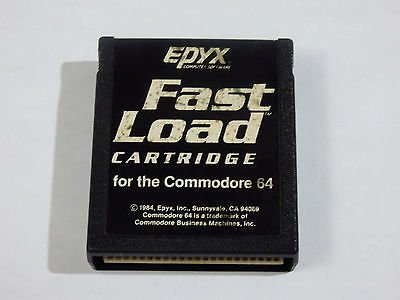 EPYX
COMPUTER SOFTWARE
Fast
Load™
CARTRIDGE
for the Commodore 64
© 1984, Epyx, Inc., Sunnyvale, CA 94089
Commodore 64 is a trademark of
Commodore Business Machines, Inc.